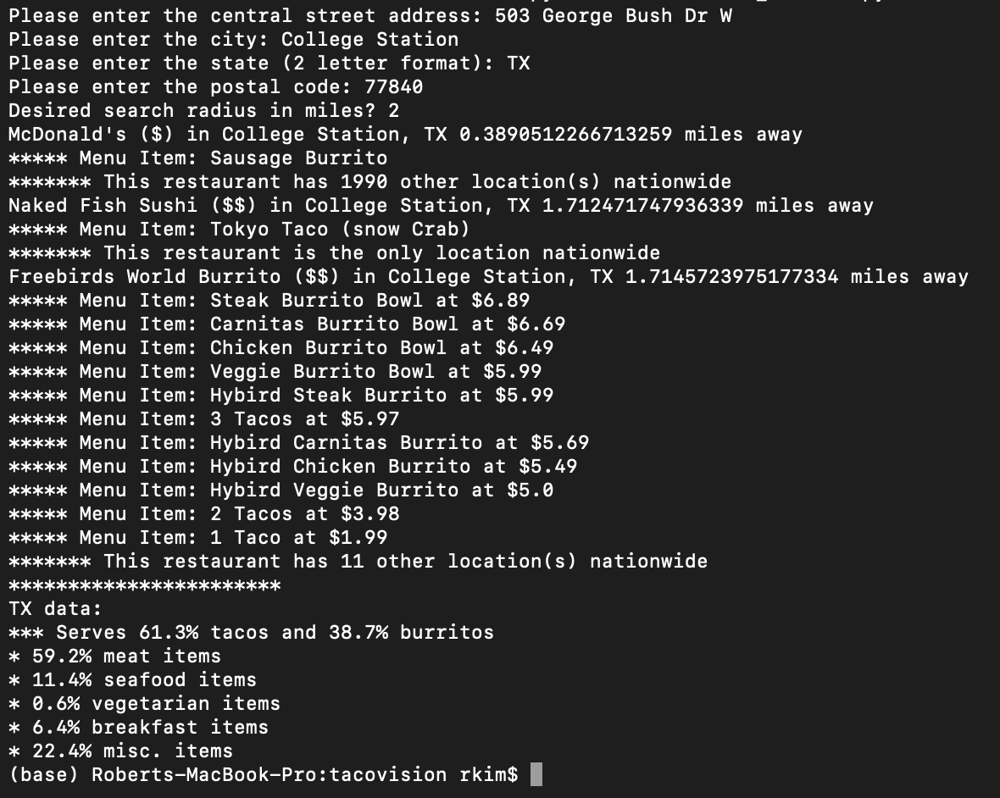 Please enter the central street address: 503 George Bush Dr W
Please enter the city: College Station
Please enter the state (2 letter format): TX
Please enter the postal code: 77840
Desired search radius in miles? 2
McDonald's ($) in College Station, TX 0.3890512266713259 miles away
***** Menu Item: Sausage Burrito
******* This restaurant has 1990 other location(s) nationwide
Naked Fish Sushi ($$) in College Station, TX 1.712471747936339 miles away
***** Menu Item: Tokyo Taco (snow Crab)
******* This restaurant is the only location nationwide
Freebirds World Burrito ($$) in College Station, TX 1.7145723975177334 miles away
***** Menu Item: Steak Burrito Bowl at $6.89
***** Menu Item: Carnitas Burrito Bowl at $6.69
***** Menu Item: Chicken Burrito Bowl at $6.49
***** Menu Item: Veggie Burrito Bowl at $5.99
***** Menu Item: Hybird Steak Burrito at $5.99
***** Menu Item: 3 Tacos at $5.97
***** Menu Item: Hybird Carnitas Burrito at $5.69
***** Menu Item: Hybird Chicken Burrito at $5.49
***** Menu Item: Hybird Veggie Burrito at $5.0
***** Menu Item: 2 Tacos at $3.98
***** Menu Item: 1 Taco at $1.99
******* This restaurant has 11 other location(s) nationwide
***********************
TX data:
*** Serves 61.3% tacos and 38.7% burritos
* 59.2% meat items
* 11.4% seafood items
* 0.6% vegetarian items
* 6.4% breakfast items
* 22.4% misc. items
(base) Roberts-MacBook-Pro:tacovision rkim$